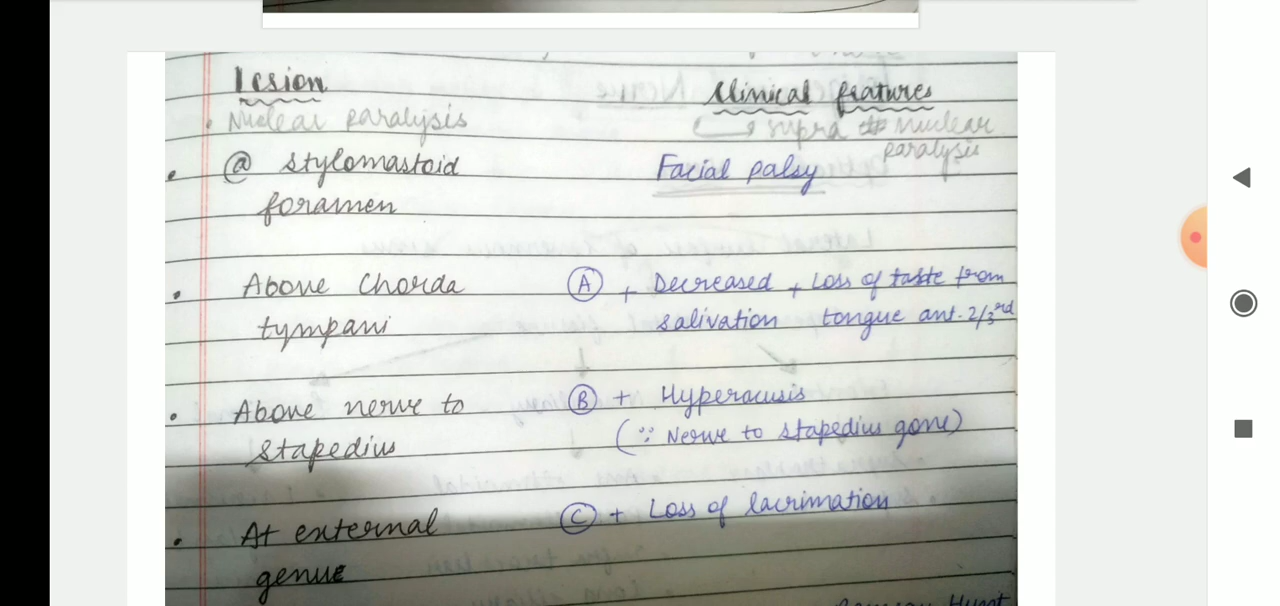 Lesion Clinical features
• Nuclear paralysis ↳ supra nuclear
paralysis
• @ stylomastoid Facial palsy
foramen
• Above Chorda Ⓐ + Decreased + Loss of taste from
tympani salivation tongue ant. 2/3rd
• Above nerve to Ⓑ + Hyperacusis
stapedius (∵ Nerve to stapedius gone)
• At external Ⓒ + Loss of lacrimation
genue